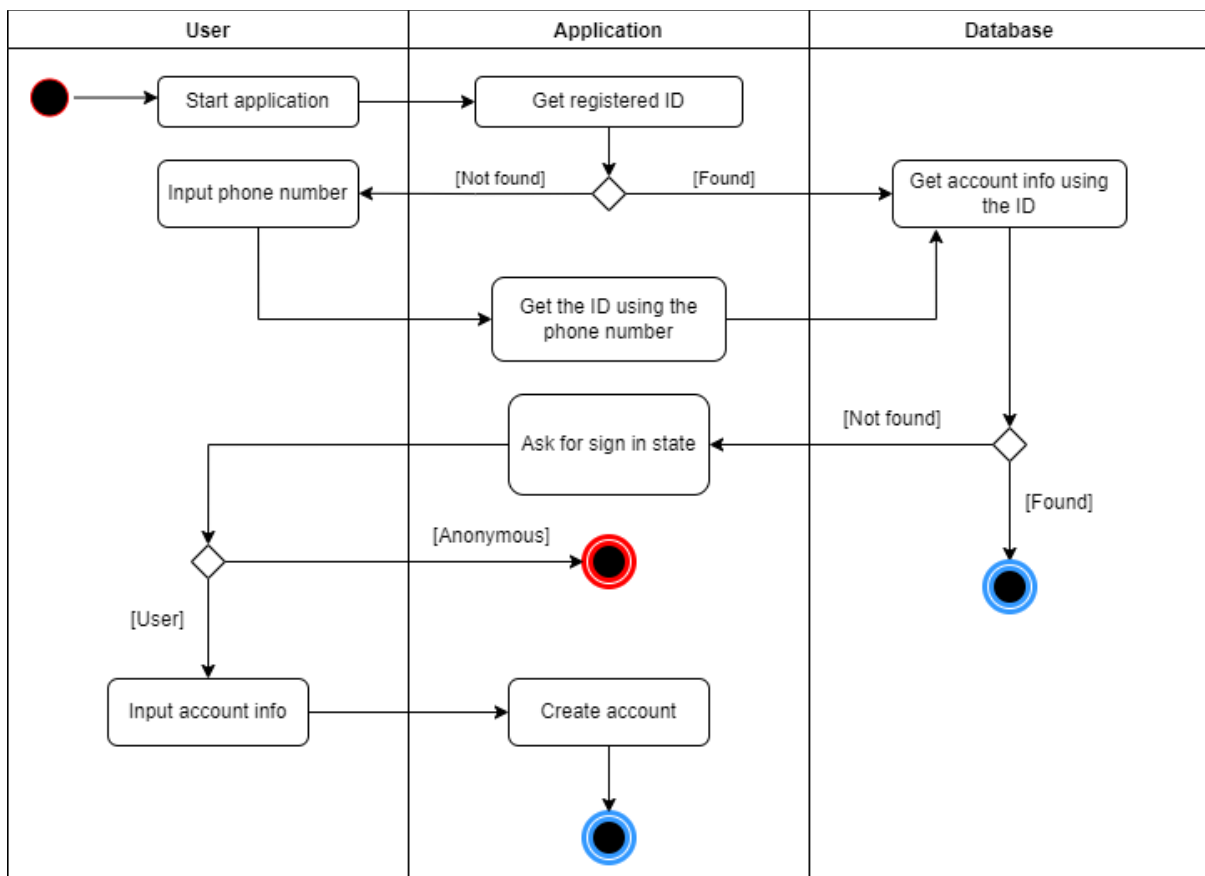 User
Application
Database
Start application
Get registered ID
Input phone number
[Not found]
[Found]
Get account info using
the ID
Get the ID using the
phone number
Ask for sign in state
[Not found]
[Found]
[Anonymous]
[User]
Input account info
Create account